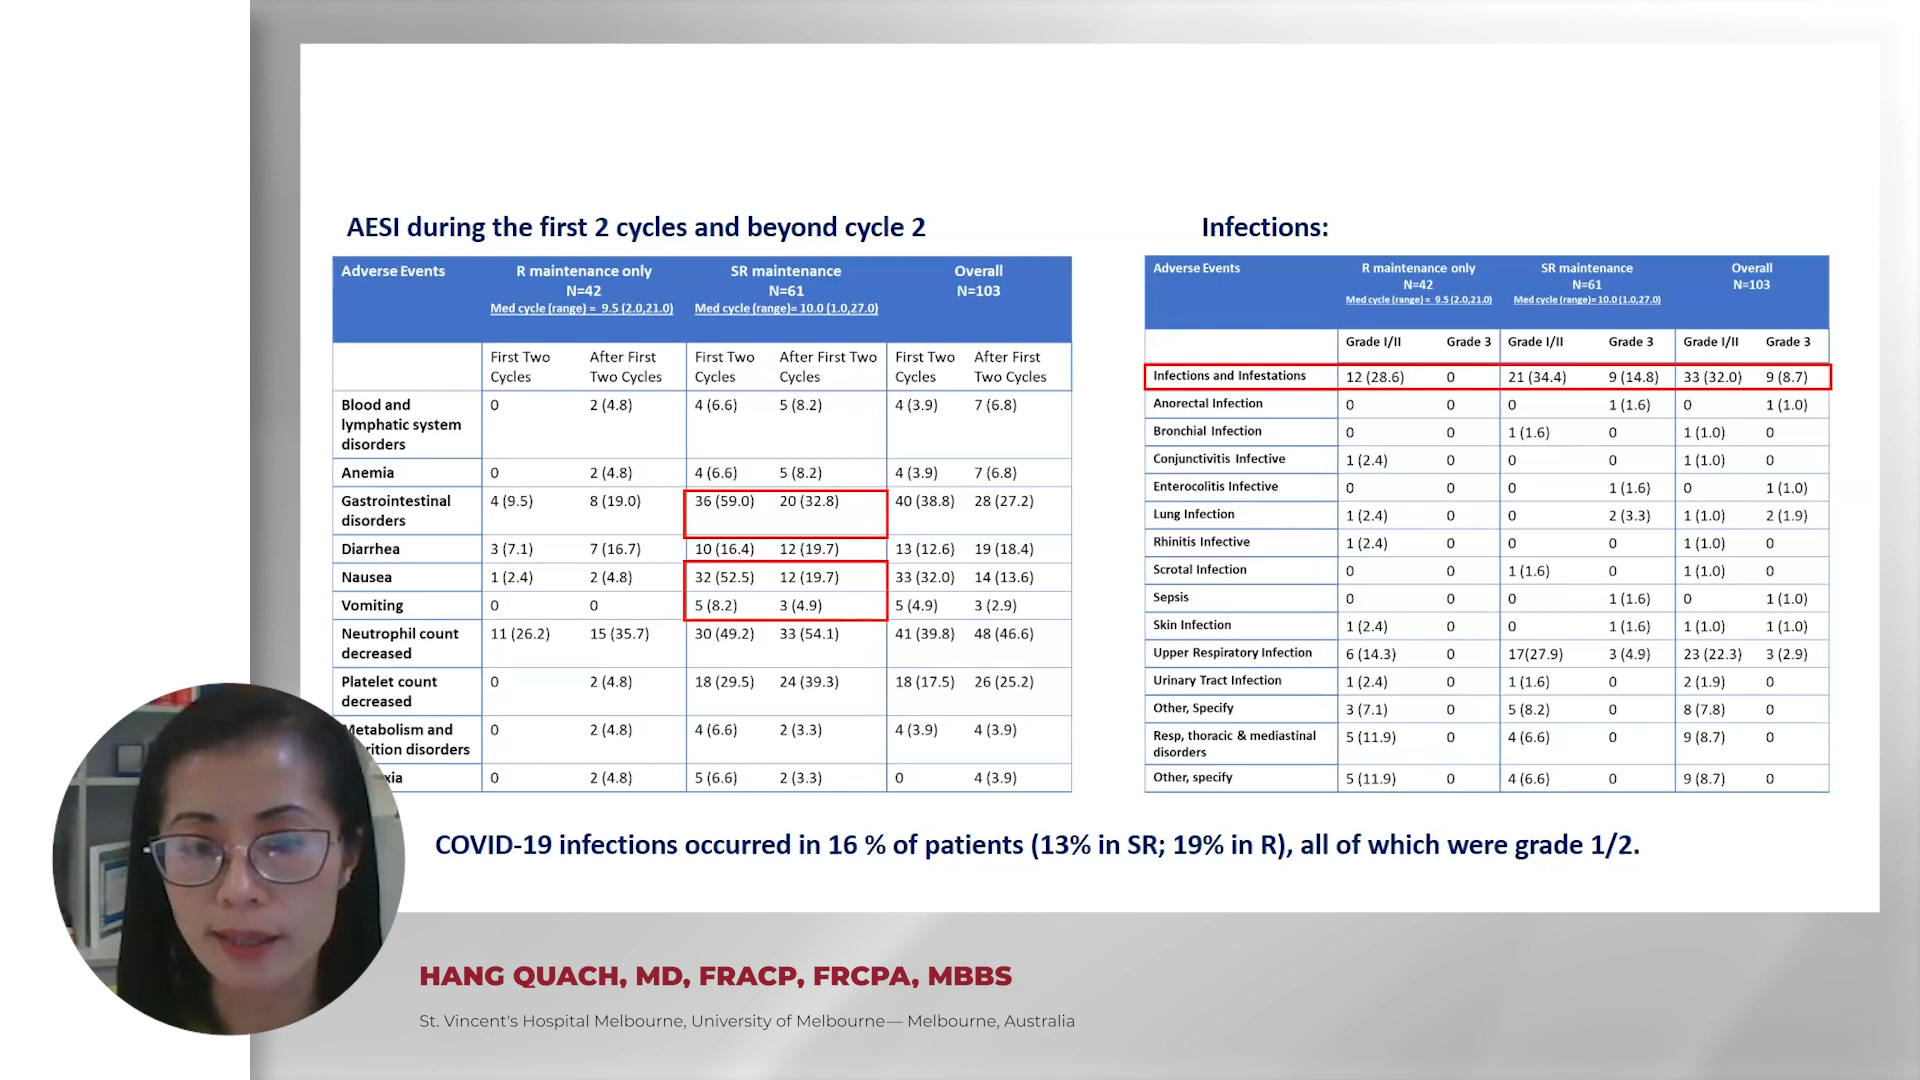 AESI during the first 2 cycles and beyond cycle 2
Adverse Events R maintenance only SR maintenance Overall
N=42 N=61 N=103
Med cycle (range) = 9.5 (2.0,21.0) Med cycle (range)= 10.0 (1.0,27.0)
First Two After First First Two After First Two First Two After First
Cycles Two Cycles Cycles Cycles Cycles Two Cycles
Blood and 0 2 (4.8) 4 (6.6) 5 (8.2) 4 (3.9) 7 (6.8)
lymphatic system
disorders
Anemia 0 2 (4.8) 4 (6.6) 5 (8.2) 4 (3.9) 7 (6.8)
Gastrointestinal 4 (9.5) 8 (19.0) 36 (59.0) 20 (32.8) 40 (38.8) 28 (27.2)
disorders
Diarrhea 3 (7.1) 7 (16.7) 10 (16.4) 12 (19.7) 13 (12.6) 19 (18.4)
Nausea 1 (2.4) 2 (4.8) 32 (52.5) 12 (19.7) 33 (32.0) 14 (13.6)
Vomiting 0 0 5 (8.2) 3 (4.9) 5 (4.9) 3 (2.9)
Neutrophil count 11 (26.2) 15 (35.7) 30 (49.2) 33 (54.1) 41 (39.8) 48 (46.6)
decreased
Platelet count 0 2 (4.8) 18 (29.5) 24 (39.3) 18 (17.5) 26 (25.2)
decreased
Metabolism and 0 2 (4.8) 4 (6.6) 2 (3.3) 4 (3.9) 4 (3.9)
disorders
0 2 (4.8) 5 (6.6) 2 (3.3) 0 4 (3.9)
Infections:
Adverse Events R maintenance only SR maintenance Overall
N=42 N=61 N=103
Med cycle (range) = 9.5 (2.0,21.0) Med cycle (range)= 10.0 (1.0,27.0)
Grade I/II Grade 3 Grade I/II Grade 3 Grade I/II Grade 3
Infections and Infestations 12 (28.6) 0 21 (34.4) 9 (14.8) 33 (32.0) 9 (8.7)
Anorectal Infection 0 0 0 1 (1.6) 0 1 (1.0)
Bronchial Infection 0 0 1 (1.6) 0 1 (1.0) 0
Conjunctivitis Infective 1 (2.4) 0 0 0 1 (1.0) 0
Enterocolitis Infective 0 0 0 1 (1.6) 0 1 (1.0)
Lung Infection 1 (2.4) 0 0 2 (3.3) 1 (1.0) 2 (1.9)
Rhinitis Infective 1 (2.4) 0 0 0 1 (1.0) 0
Scrotal Infection 0 0 1 (1.6) 0 1 (1.0) 0
Sepsis 0 0 0 1 (1.6) 0 1 (1.0)
Skin Infection 1 (2.4) 0 0 1 (1.6) 1 (1.0) 1 (1.0)
Upper Respiratory Infection 6 (14.3) 0 17(27.9) 3 (4.9) 23 (22.3) 3 (2.9)
Urinary Tract Infection 1 (2.4) 0 1 (1.6) 0 2 (1.9) 0
Other, Specify 3 (7.1) 0 5 (8.2) 0 8 (7.8) 0
Resp, thoracic & mediastinal 5 (11.9) 0 4 (6.6) 0 9 (8.7) 0
disorders
Other, specify 5 (11.9) 0 4 (6.6) 0 9 (8.7) 0
COVID-19 infections occurred in 16 % of patients (13% in SR; 19% in R), all of which were grade 1/2.
HANG QUACH, MD, FRACP, FRCPA, MBBS
St. Vincent's Hospital Melbourne, University of Melbourne— Melbourne, Australia